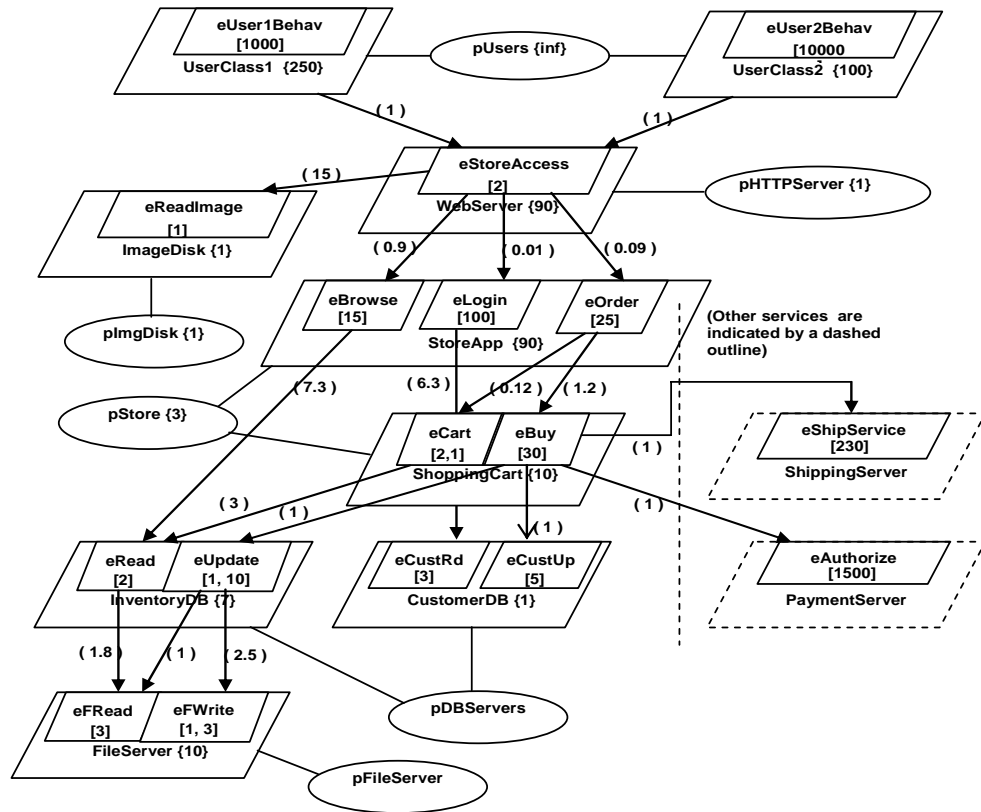 eUser1Behav
[1000]
UserClass1 {250}
pUsers {inf}
eUser2Behav
[10000
UserClass2 {100}
( 1 )
( 1 )
eStoreAccess
[2]
WebServer {90}
pHTTPServer {1}
( 15 )
eReadImage
[1]
ImageDisk {1}
( 0.9 )
( 0.01 )
( 0.09 )
pImgDisk {1}
eBrowse
[15]
eLogin
[100]
eOrder
[25]
StoreApp {90}
(Other services are
indicated by a dashed
outline)
( 7.3 )
( 6.3 )
( 0.12 )
( 1.2 )
pStore {3}
eCart
[2,1]
eBuy
[30]
ShoppingCart {10}
( 1 )
eShipService
[230]
ShippingServer
( 3 )
( 1 )
( 1 )
( 1 )
eRead
[2]
eUpdate
[1, 10]
InventoryDB {7}
eCustRd
[3]
eCustUp
[5]
CustomerDB {1}
eAuthorize
[1500]
PaymentServer
( 1.8 )
( 1 )
( 2.5 )
eFRead
[3]
eFWrite
[1, 3]
FileServer {10}
pDBServers
pFileServer